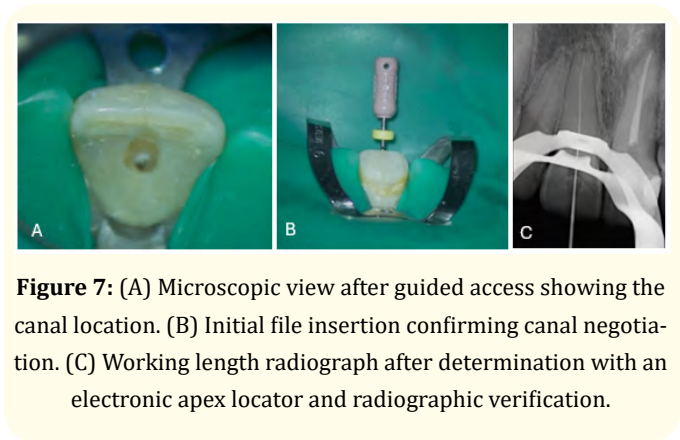 A
B
C
Figure 7: (A) Microscopic view after guided access showing the
canal location. (B) Initial file insertion confirming canal negotia-
tion. (C) Working length radiograph after determination with an
electronic apex locator and radiographic verification.